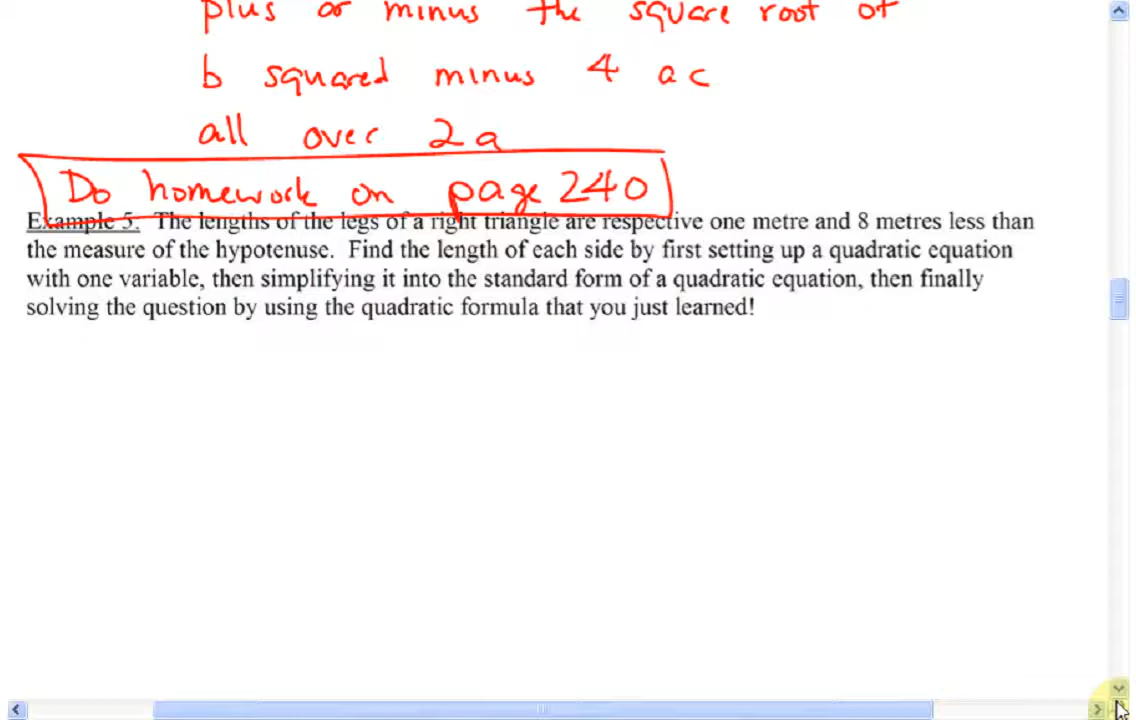 plus or minus the square root of
b squared minus 4 ac
all over 2a
Do homework on page 240
Example 5. The lengths of the legs of a right triangle are respective one metre and 8 metres less than
the measure of the hypotenuse. Find the length of each side by first setting up a quadratic equation
with one variable, then simplifying it into the standard form of a quadratic equation, then finally
solving the question by using the quadratic formula that you just learned!